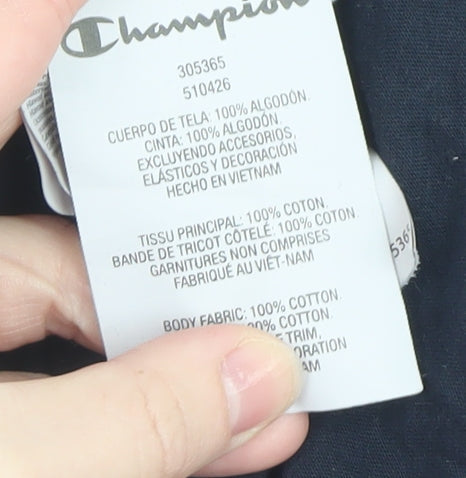 Champion
305365
510426
CUERPO DE TELA: 100% ALGODÓN.
CINTA: 100% ALGODÓN.
EXCLUYENDO ACCESORIOS,
ELÁSTICOS Y DECORACIÓN
HECHO EN VIETNAM
TISSU PRINCIPAL: 100% COTON.
BANDE DE TRICOT CÔTELÉ: 100% COTON
GARNITURES NON COMPRISES
FABRIQUÉ AU VIÊT-NAM
BODY FABRIC: 100% COTTON.
COTTON.
TRIM,